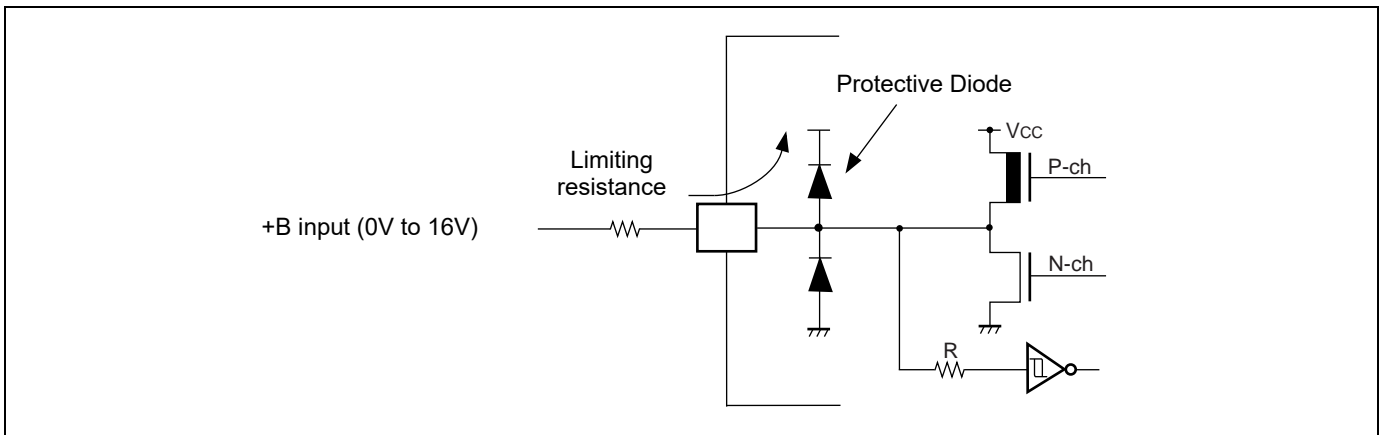 Protective Diode
Vcc
Limiting
resistance
P-ch
+B input (0V to 16V)
N-ch
R